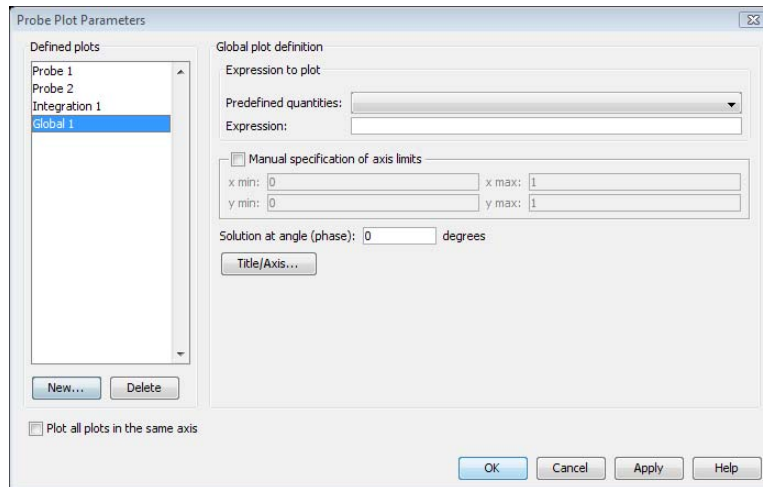 Probe Plot Parameters
Defined plots
Probe 1
Probe 2
Integration 1
Global 1
New...
Delete
Plot all plots in the same axis
Global plot definition
Expression to plot
Predefined quantities:
Expression:
Manual specification of axis limits
x min: 0 x max: 1
y min: 0 y max: 1
Solution at angle (phase): 0 degrees
Title/Axis...
OK Cancel Apply Help